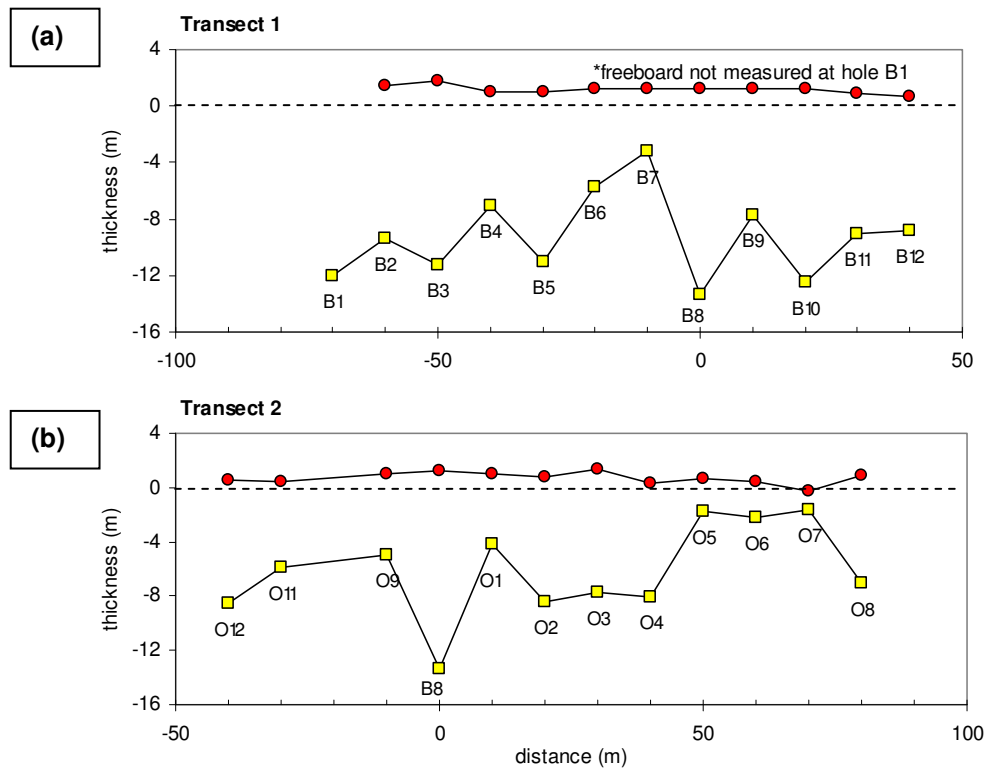 (a)
Transect 1
4
*freeboard not measured at hole B1
0
thickness (m)
-4
B7
B6
-8
B4
B9
B2
B11
B12
B3
B5
-12
B1
B10
B8
-16
-100
-50
0
50
(b)
Transect 2
4
0
thickness (m)
-4
O5
O6
O7
O9
O1
O11
-8
O3
O4
O8
O12
O2
-12
B8
-16
-50
0
50
100
distance (m)